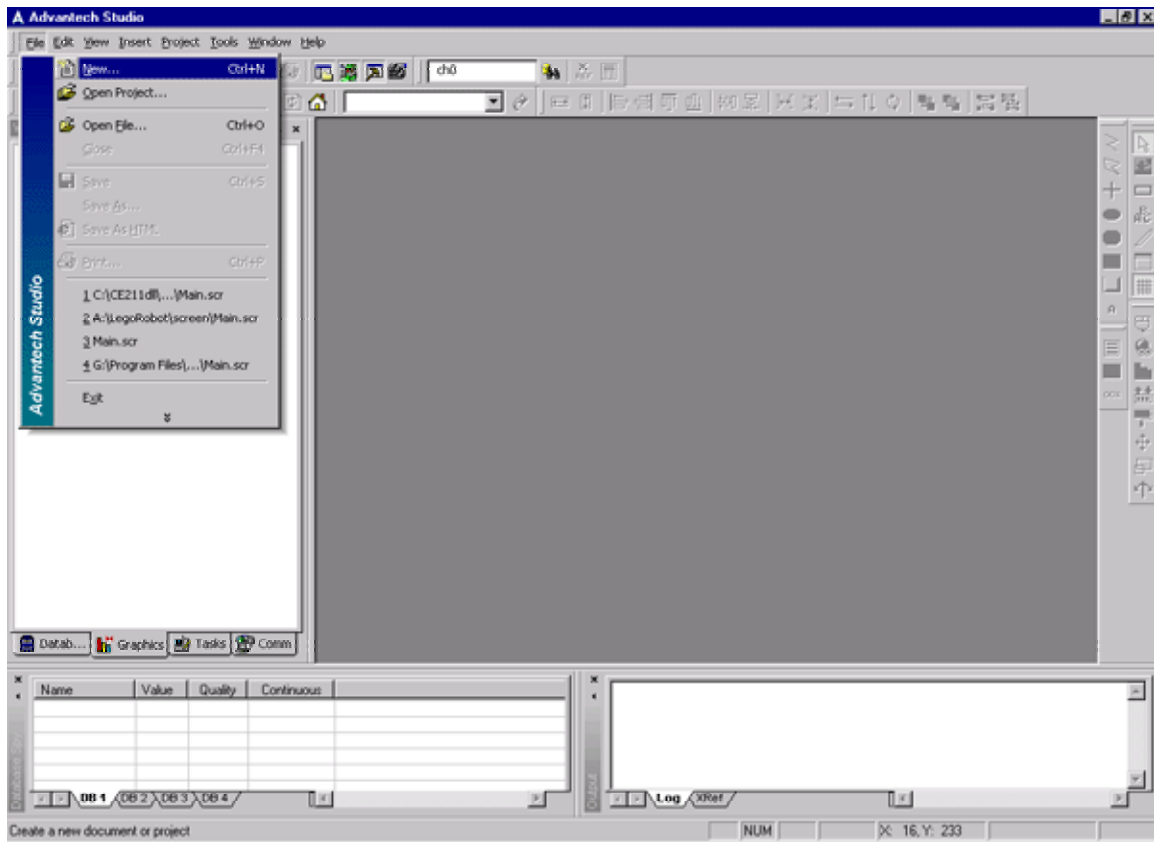 Advantech Studio
File Edit View Insert Project Tools Window Help
New... Ctrl+N
ch0
Open Project...
Open File... Ctrl+O
Close Ctrl+F4
Save Ctrl+S
Save As...
Save As HTML
Print... Ctrl+P
1 C:\CE211dll\...\Main.scr
2 A:\LegoRobot\screen\Main.scr
3 Main.scr
4 G:\Program Files\...\Main.scr
Exit
Advantech Studio
Datab... Graphics Tasks Comm
Name Value Quality Continuous
Database Spy
DB 1 DB 2 DB 3 DB 4
Output
Log XRef
Create a new document or project
NUM
X: 16, Y: 233